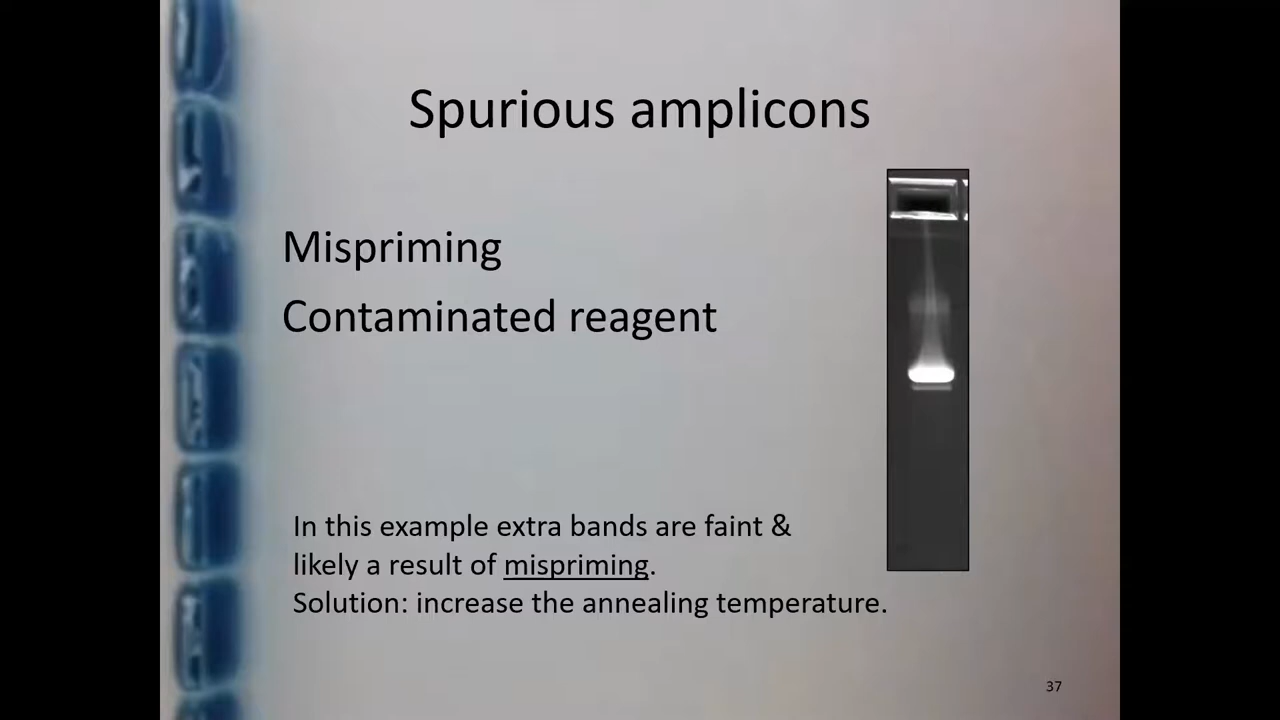 Spurious amplicons
Mispriming
Contaminated reagent
In this example extra bands are faint &
likely a result of mispriming.
Solution: increase the annealing temperature.
37